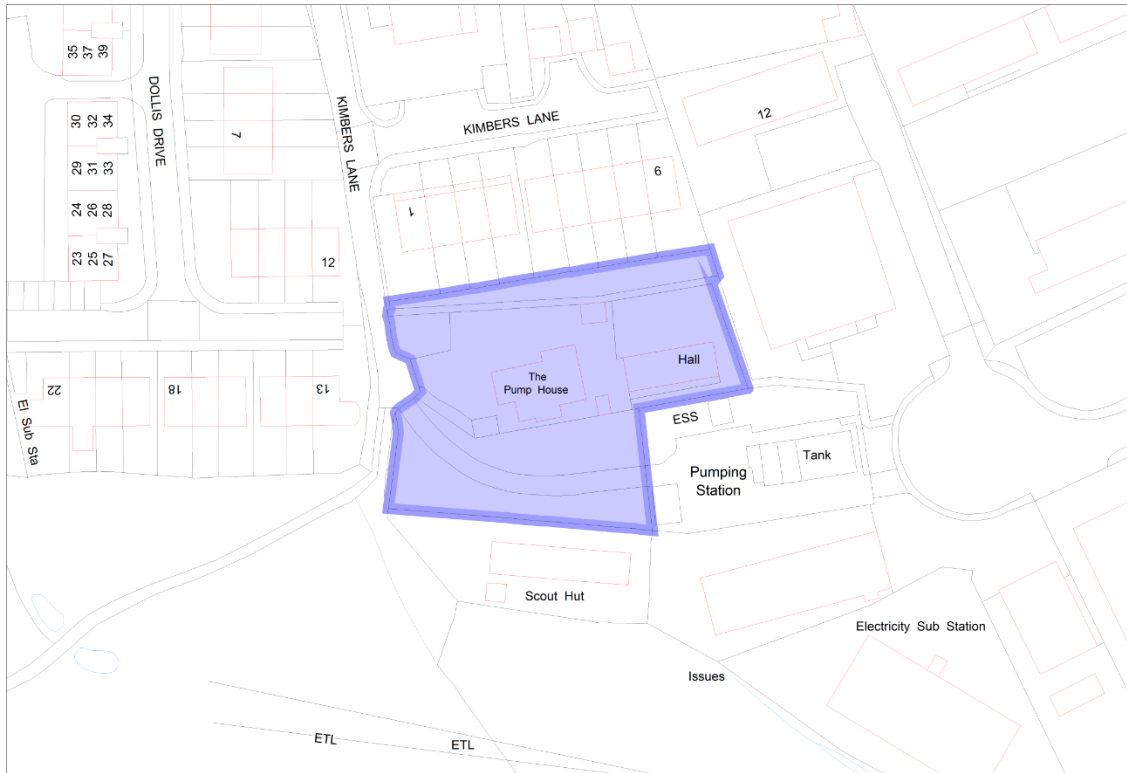 35
37
39
DOLLIS DRIVE
KIMBERS LANE
KIMBERS LANE
12
30
32
34
7
29
31
33
24
26
28
1
6
23
25
27
12
22
18
13
El Sub Sta
The
Pump House
Hall
ESS
Pumping
Station
Tank
Scout Hut
Electricity Sub Station
Issues
ETL
ETL